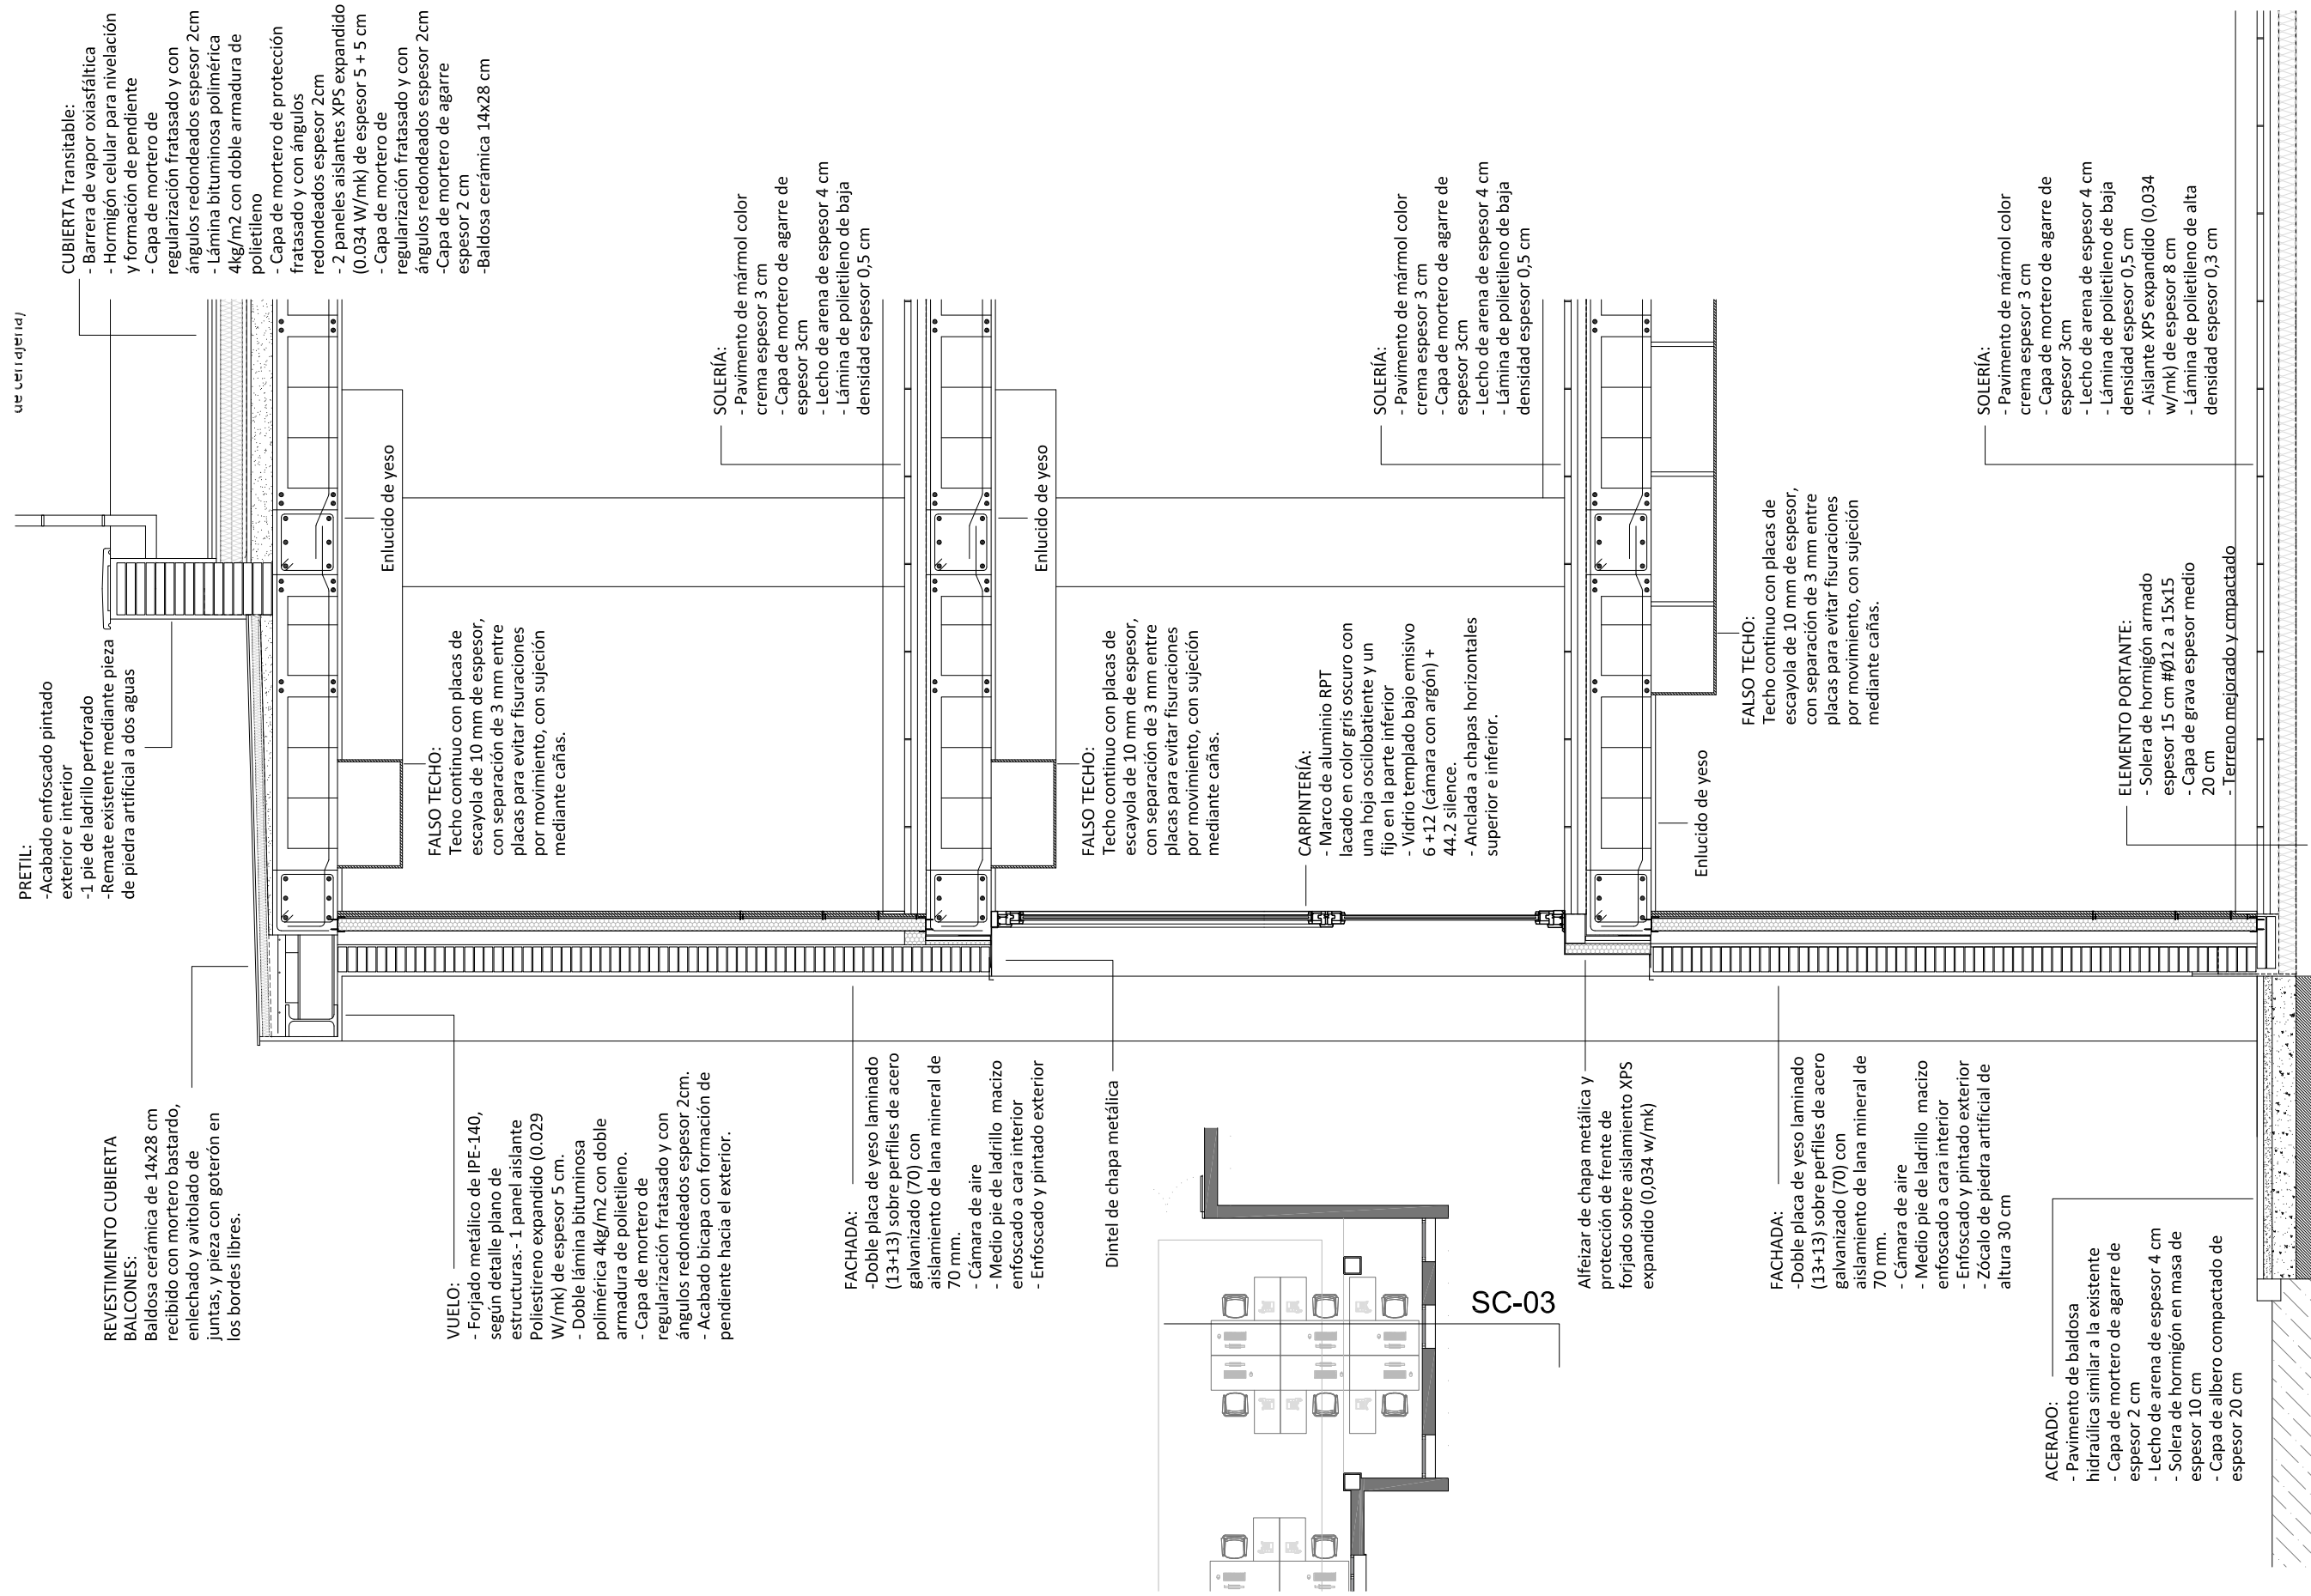 PRETIL:
-Acabado enfoscado pintado
exterior e interior
-1 pie de ladrillo perforado
-Remate existente mediante pieza
de piedra artificial a dos aguas
CUBIERTA Transitable:
- Barrera de vapor oxiasfáltica
- Hormigón celular para nivelación
y formación de pendiente
- Capa de mortero de
regularización fratasado y con
ángulos redondeados espesor 2cm
- Lámina bituminosa polimérica
4kg/m2 con doble armadura de
polietileno
- Capa de mortero de protección
fratasado y con ángulos
redondeados espesor 2cm
- 2 paneles aislantes XPS expandido
(0.034 W/mk) de espesor 5 + 5 cm
- Capa de mortero de
regularización fratasado y con
ángulos redondeados espesor 2cm
-Capa de mortero de agarre
espesor 2 cm
-Baldosa cerámica 14x28 cm
REVESTIMIENTO CUBIERTA
BALCONES:
Baldosa cerámica de 14x28 cm
recibido con mortero bastardo,
enlechado y avitolado de
juntas, y pieza con goterón en
los bordes libres.
Enlucido de yeso
FALSO TECHO:
Techo continuo con placas de
escayola de 10 mm de espesor,
con separación de 3 mm entre
placas para evitar fisuraciones
por movimiento, con sujeción
mediante cañas.
VUELO:
- Forjado metálico de IPE-140,
según detalle plano de
estructuras.- 1 panel aislante
Poliestireno expandido (0.029
W/mk) de espesor 5 cm.
- Doble lámina bituminosa
polimérica 4kg/m2 con doble
armadura de polietileno.
- Capa de mortero de
regularización fratasado y con
ángulos redondeados espesor 2cm.
- Acabado bicapa con formación de
pendiente hacía el exterior.
SOLERÍA:
- Pavimento de mármol color
crema espesor 3 cm
- Capa de mortero de agarre de
espesor 3cm
- Lecho de arena de espesor 4 cm
- Lámina de polietileno de baja
densidad espesor 0,5 cm
FACHADA:
-Doble placa de yeso laminado
(13+13) sobre perfiles de acero
galvanizado (70) con
aislamiento de lana mineral de
70 mm.
- Cámara de aire
- Medio pie de ladrillo  macizo
enfoscado a cara interior
- Enfoscado y pintado exterior
Enlucido de yeso
FALSO TECHO:
Techo continuo con placas de
escayola de 10 mm de espesor,
con separación de 3 mm entre
placas para evitar fisuraciones
por movimiento, con sujeción
mediante cañas.
Dintel de chapa metálica
CARPINTERÍA:
- Marco de aluminio RPT
lacado en color gris oscuro con
una hoja oscilobatiente y un
fijo en la parte inferior
- Vidrio templado bajo emisivo
6 +12 (cámara con argón) +
44.2 silence.
- Anclada a chapas horizontales
superior e inferior.
SOLERÍA:
- Pavimento de mármol color
crema espesor 3 cm
- Capa de mortero de agarre de
espesor 3cm
- Lecho de arena de espesor 4 cm
- Lámina de polietileno de baja
densidad espesor 0,5 cm
SC-03
Alfeizar de chapa metálica y
protección de frente de
forjado sobre aislamiento XPS
expandido (0,034 w/mk)
Enlucido de yeso
FALSO TECHO:
Techo continuo con placas de
escayola de 10 mm de espesor,
con separación de 3 mm entre
placas para evitar fisuraciones
por movimiento, con sujeción
mediante cañas.
FACHADA:
-Doble placa de yeso laminado
(13+13) sobre perfiles de acero
galvanizado (70) con
aislamiento de lana mineral de
70 mm.
- Cámara de aire
- Medio pie de ladrillo  macizo
enfoscado a cara interior
- Enfoscado y pintado exterior
- Zócalo de piedra artificial de
altura 30 cm
SOLERÍA:
- Pavimento de mármol color
crema espesor 3 cm
- Capa de mortero de agarre de
espesor 3cm
- Lecho de arena de espesor 4 cm
- Lámina de polietileno de baja
densidad espesor 0,5 cm
- Aislante XPS expandido (0,034
w/mk) de espesor 8 cm
- Lámina de polietileno de alta
densidad espesor 0,3 cm
ACERADO:
- Pavimento de baldosa
hidraúlica similar a la existente
- Capa de mortero de agarre de
espesor 2 cm
- Lecho de arena de espesor 4 cm
- Solera de hormigón en masa de
espesor 10 cm
- Capa de albero compactado de
espesor 20 cm
ELEMENTO PORTANTE:
- Solera de hormigón armado
espesor 15 cm #Ø12 a 15x15
- Capa de grava espesor medio
20 cm
- Terreno mejorado y cmpactado